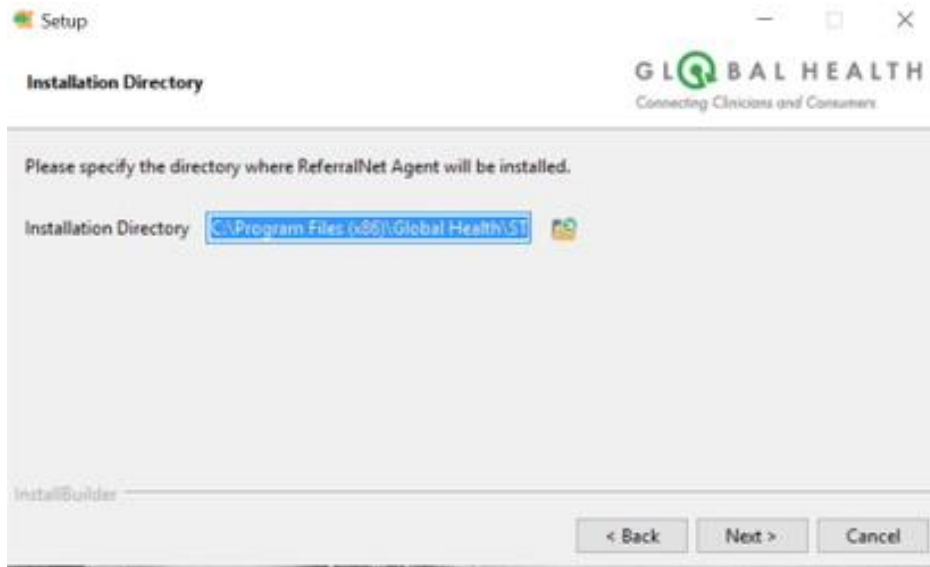 Setup
Installation Directory
GLOBAL HEALTH
Connecting Clinicians and Consumers
Please specify the directory where ReferralNet Agent will be installed.
Installation Directory C:\Program Files (x86)\Global Health\ST
InstallBuilder
< Back Next > Cancel